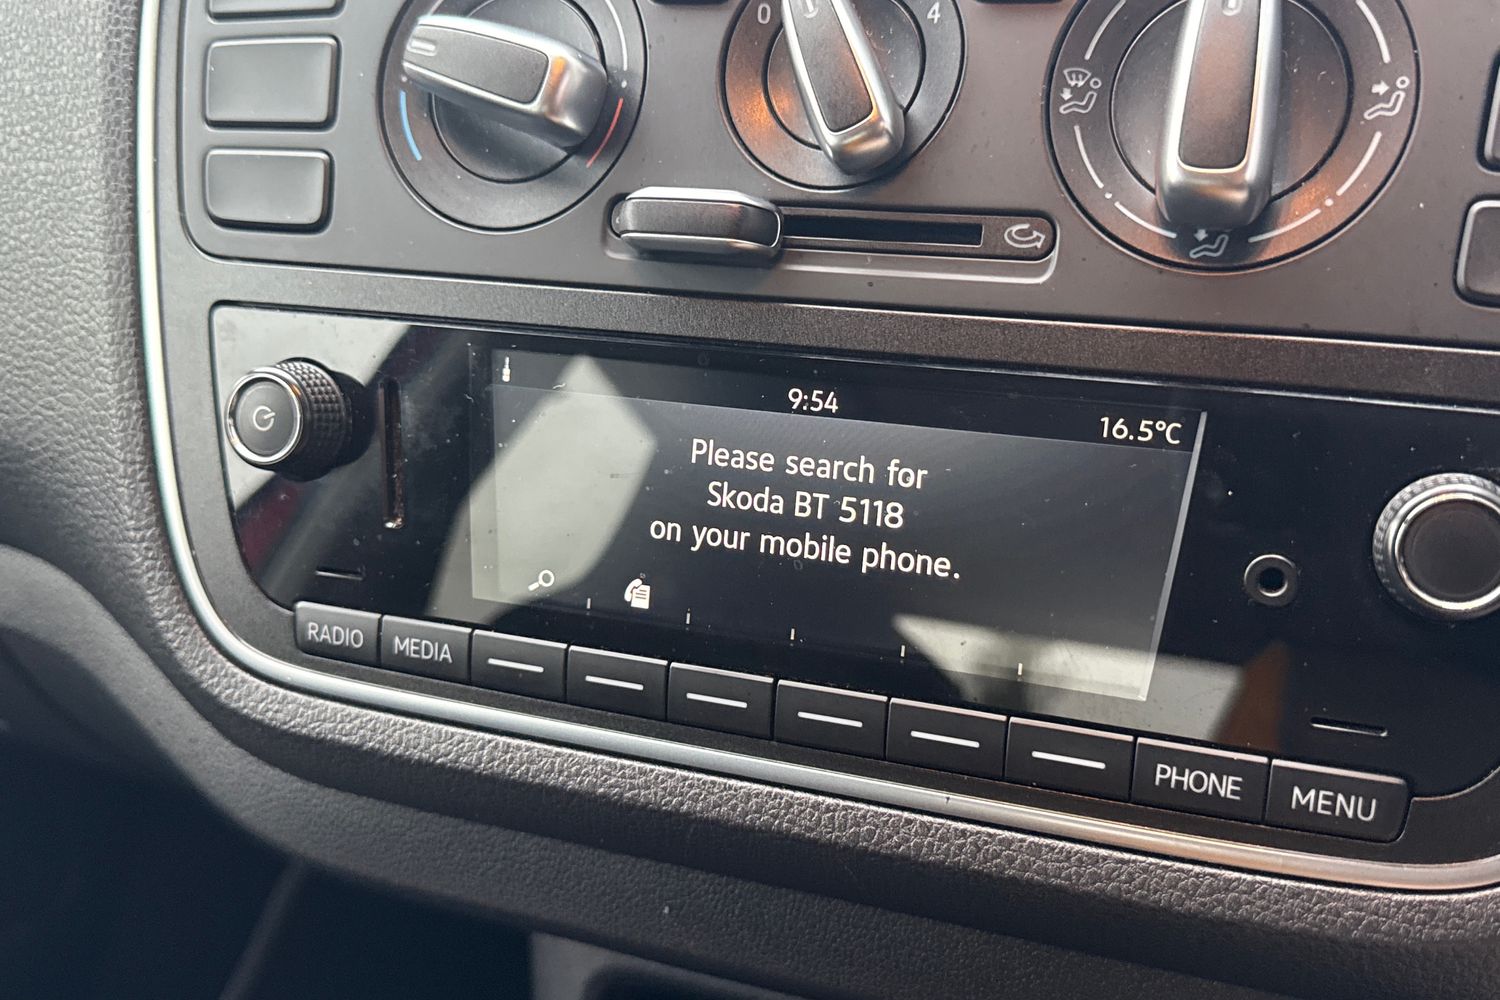 0 4
9:54
16.5°C
Please search for
Skoda BT 5118
on your mobile phone.
RADIO MEDIA PHONE MENU